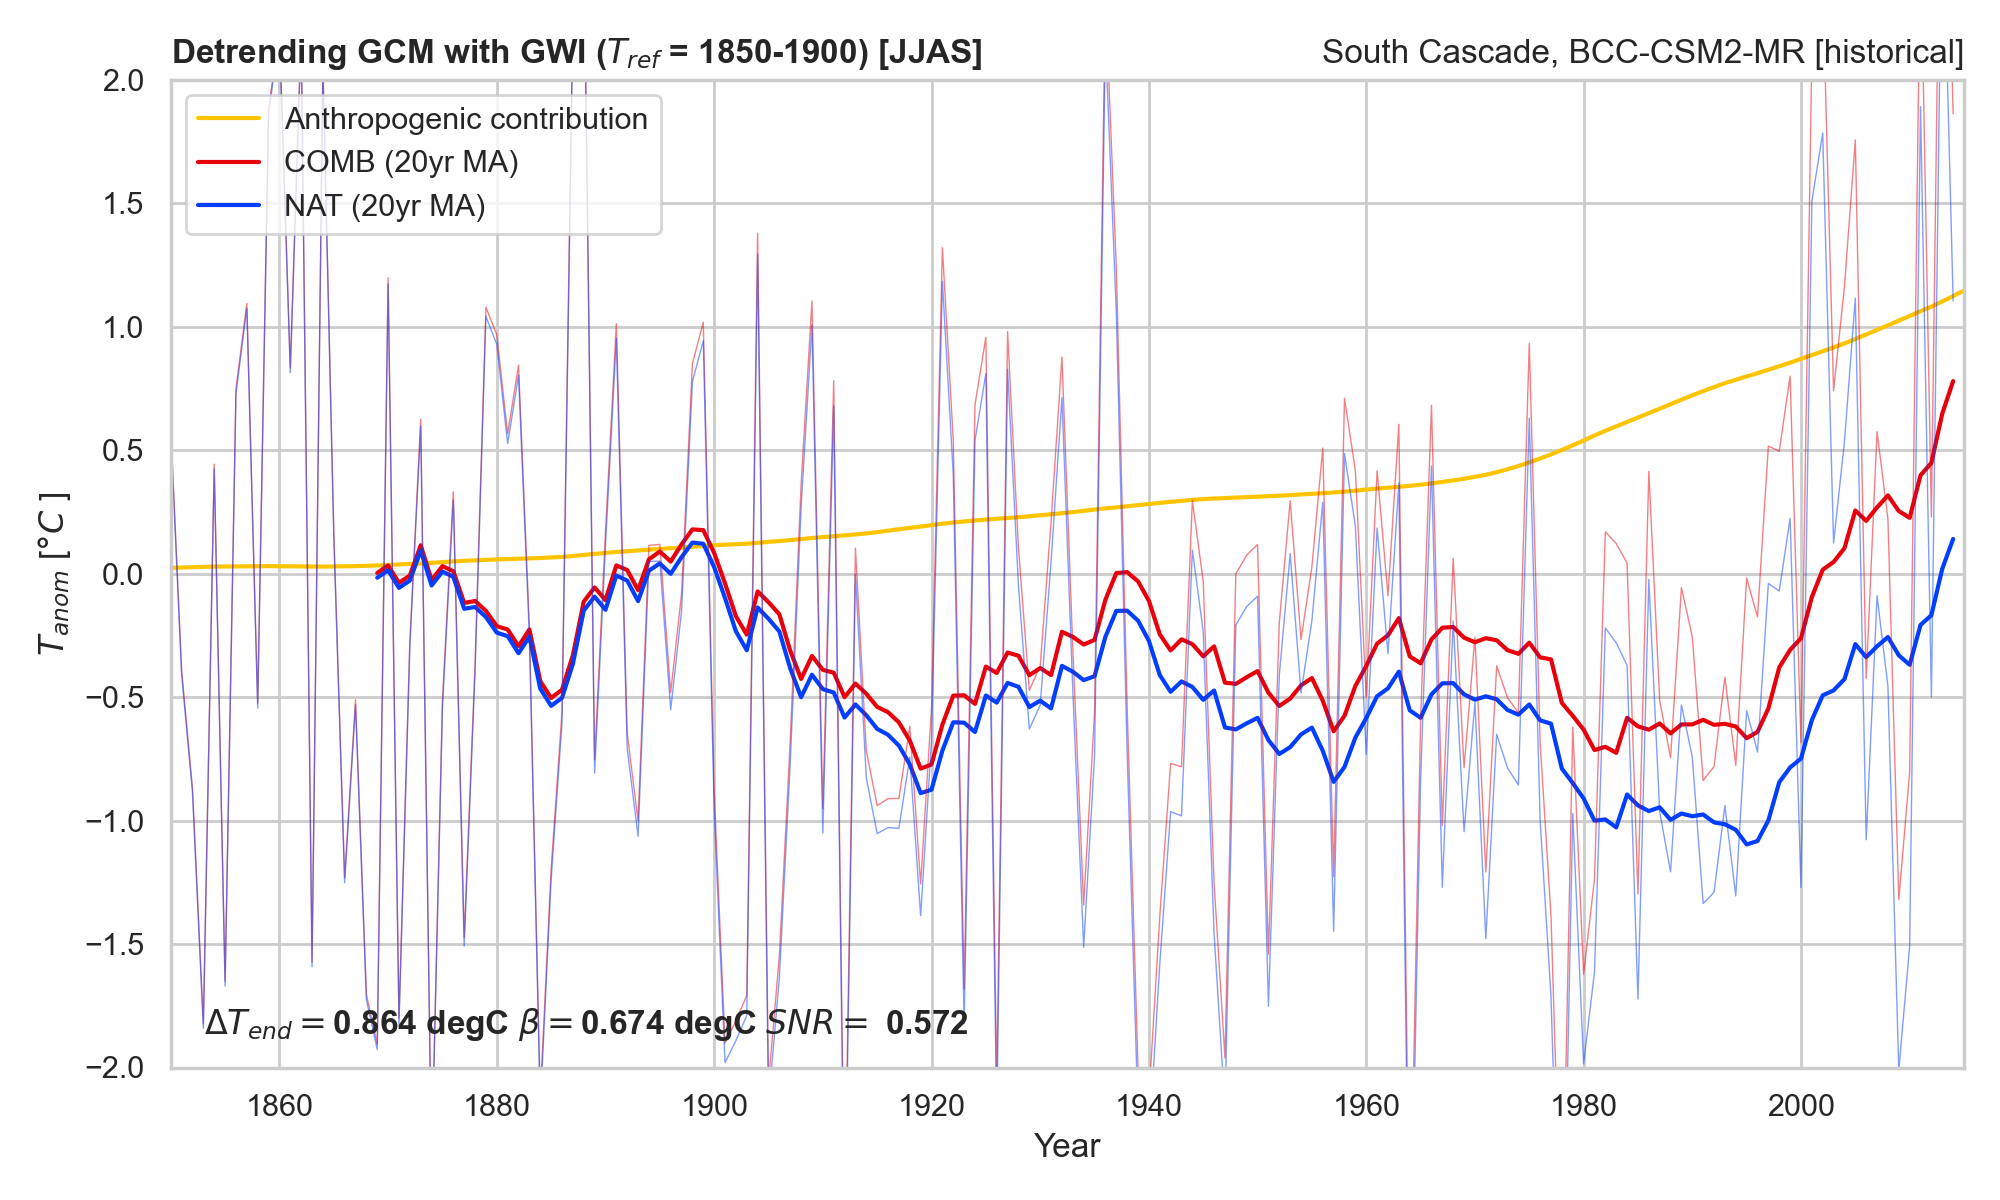 Detrending GCM with GWI (T_ref = 1850-1900) [JJAS]
South Cascade, BCC-CSM2-MR [historical]
2.0
1.5
1.0
0.5
0.0
−0.5
−1.0
−1.5
−2.0
T_anom [°C ]
Anthropogenic contribution
COMB (20yr MA)
NAT (20yr MA)
ΔT_end = 0.864 degC β = 0.674 degC SNR = 0.572
1860 1880 1900 1920 1940 1960 1980 2000
Year